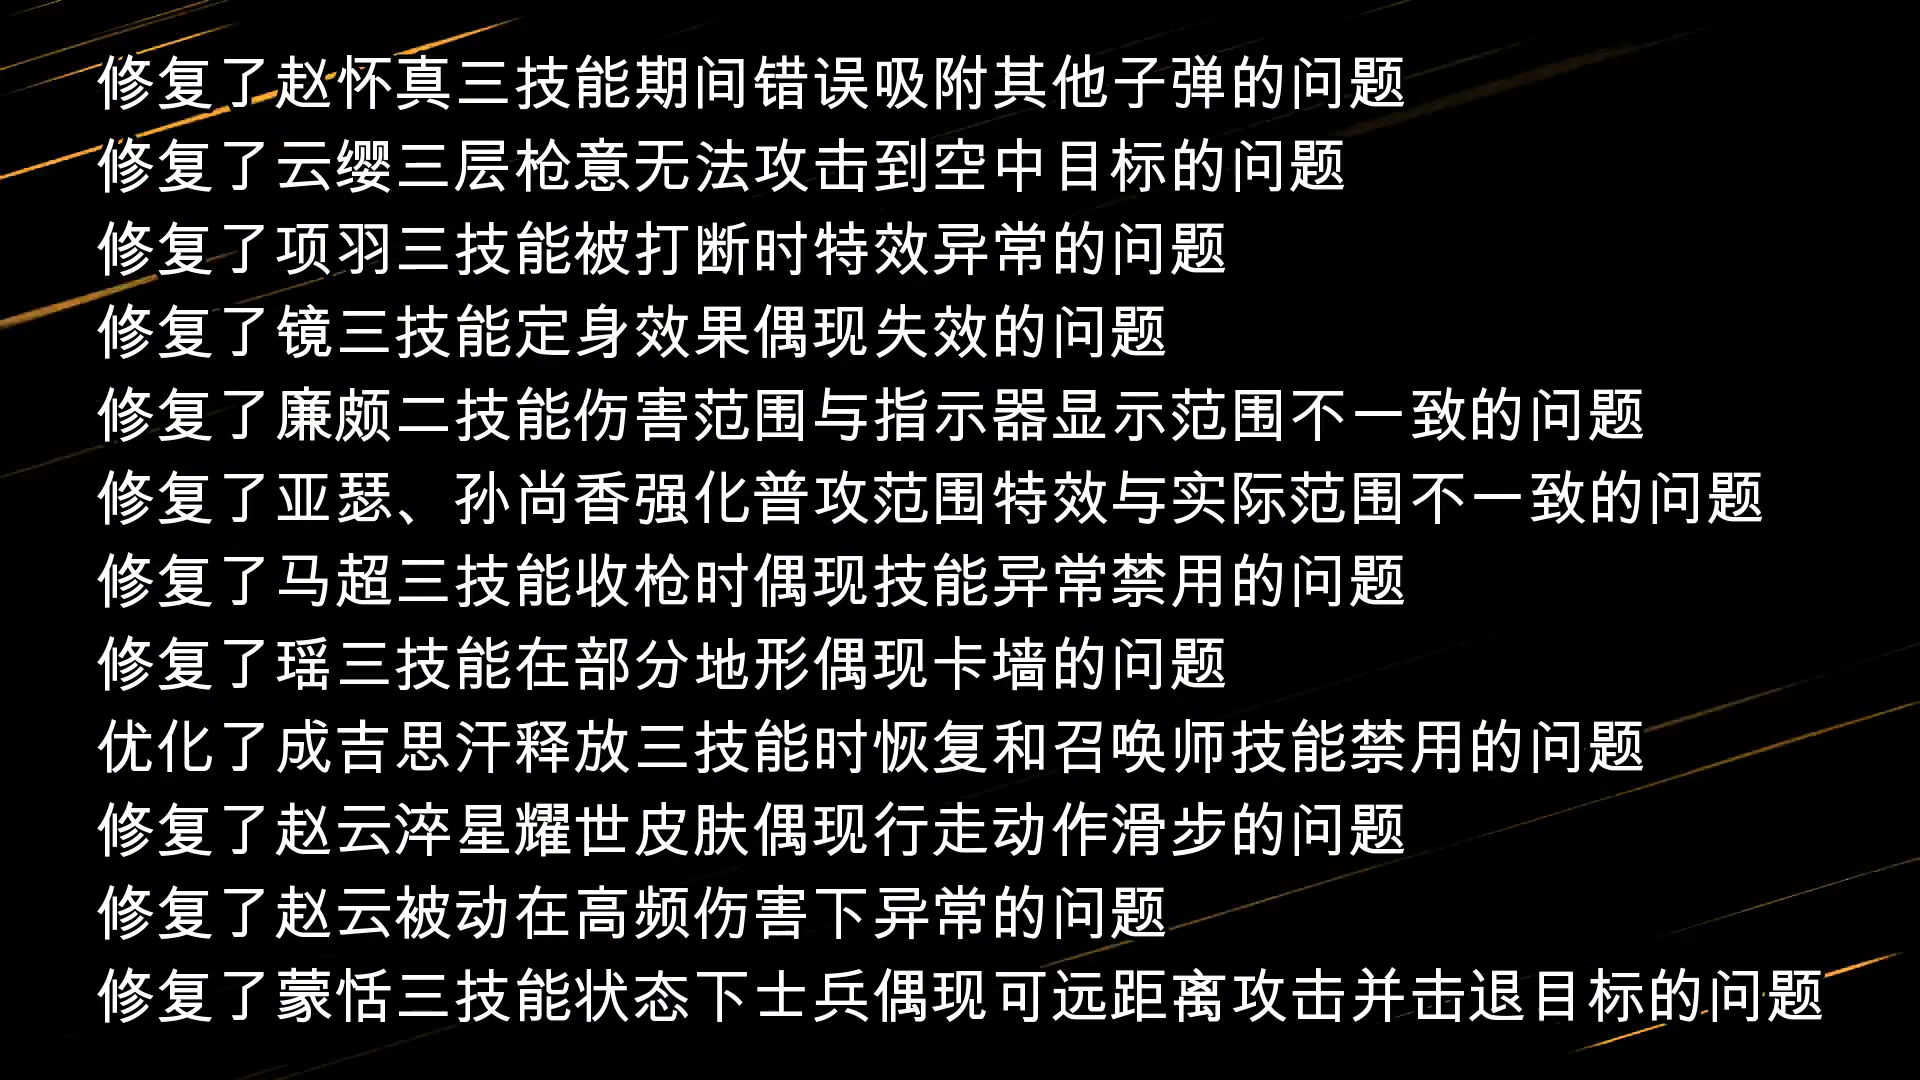 修复了赵怀真三技能期间错误吸附其他子弹的问题
修复了云缨三层枪意无法攻击到空中目标的问题
修复了项羽三技能被打断时特效异常的问题
修复了镜三技能定身效果偶现失效的问题
修复了廉颇二技能伤害范围与指示器显示范围不一致的问题
修复了亚瑟、孙尚香强化普攻范围特效与实际范围不一致的问题
修复了马超三技能收枪时偶现技能异常禁用的问题
修复了瑶三技能在部分地形偶现卡墙的问题
优化了成吉思汗释放三技能时恢复和召唤师技能禁用的问题
修复了赵云淬星耀世皮肤偶现行走动作滑步的问题
修复了赵云被动在高频伤害下异常的问题
修复了蒙恬三技能状态下士兵偶现可远距离攻击并击退目标的问题